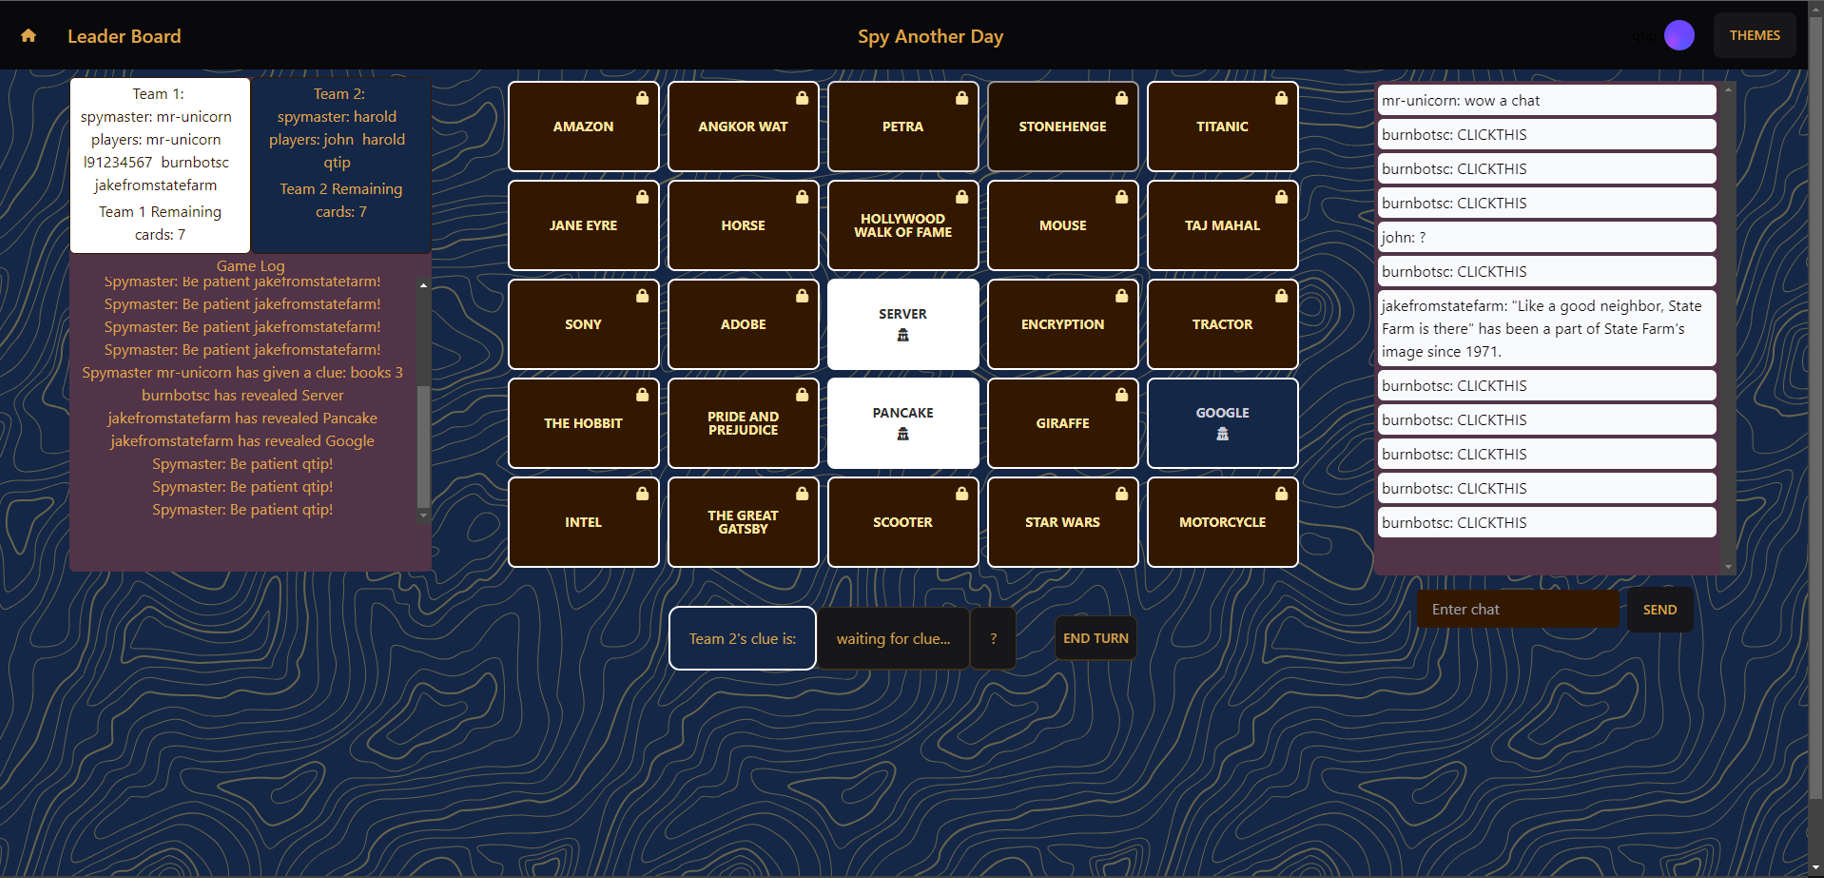 Leader Board
Spy Another Day
qtip
THEMES
Team 1:
spymaster: mr-unicorn
players: mr-unicorn
l91234567 burnbotsc
jakefromstatefarm
Team 1 Remaining
cards: 7
Team 2:
spymaster: harold
players: john harold
qtip
Team 2 Remaining
cards: 7
Game Log
Spymaster: Be patient jakefromstatefarm!
Spymaster: Be patient jakefromstatefarm!
Spymaster: Be patient jakefromstatefarm!
Spymaster: Be patient jakefromstatefarm!
Spymaster mr-unicorn has given a clue: books 3
burnbotsc has revealed Server
jakefromstatefarm has revealed Pancake
jakefromstatefarm has revealed Google
Spymaster: Be patient qtip!
Spymaster: Be patient qtip!
Spymaster: Be patient qtip!
AMAZON
ANGKOR WAT
PETRA
STONEHENGE
TITANIC
JANE EYRE
HORSE
HOLLYWOOD
WALK OF FAME
MOUSE
TAJ MAHAL
SONY
ADOBE
SERVER
ENCRYPTION
TRACTOR
THE HOBBIT
PRIDE AND
PREJUDICE
PANCAKE
GIRAFFE
GOOGLE
INTEL
THE GREAT
GATSBY
SCOOTER
STAR WARS
MOTORCYCLE
Team 2's clue is:
waiting for clue...
?
END TURN
mr-unicorn: wow a chat
burnbotsc: CLICKTHIS
burnbotsc: CLICKTHIS
burnbotsc: CLICKTHIS
john: ?
burnbotsc: CLICKTHIS
jakefromstatefarm: "Like a good neighbor, State
Farm is there" has been a part of State Farm's
image since 1971.
burnbotsc: CLICKTHIS
burnbotsc: CLICKTHIS
burnbotsc: CLICKTHIS
burnbotsc: CLICKTHIS
burnbotsc: CLICKTHIS
Enter chat
SEND